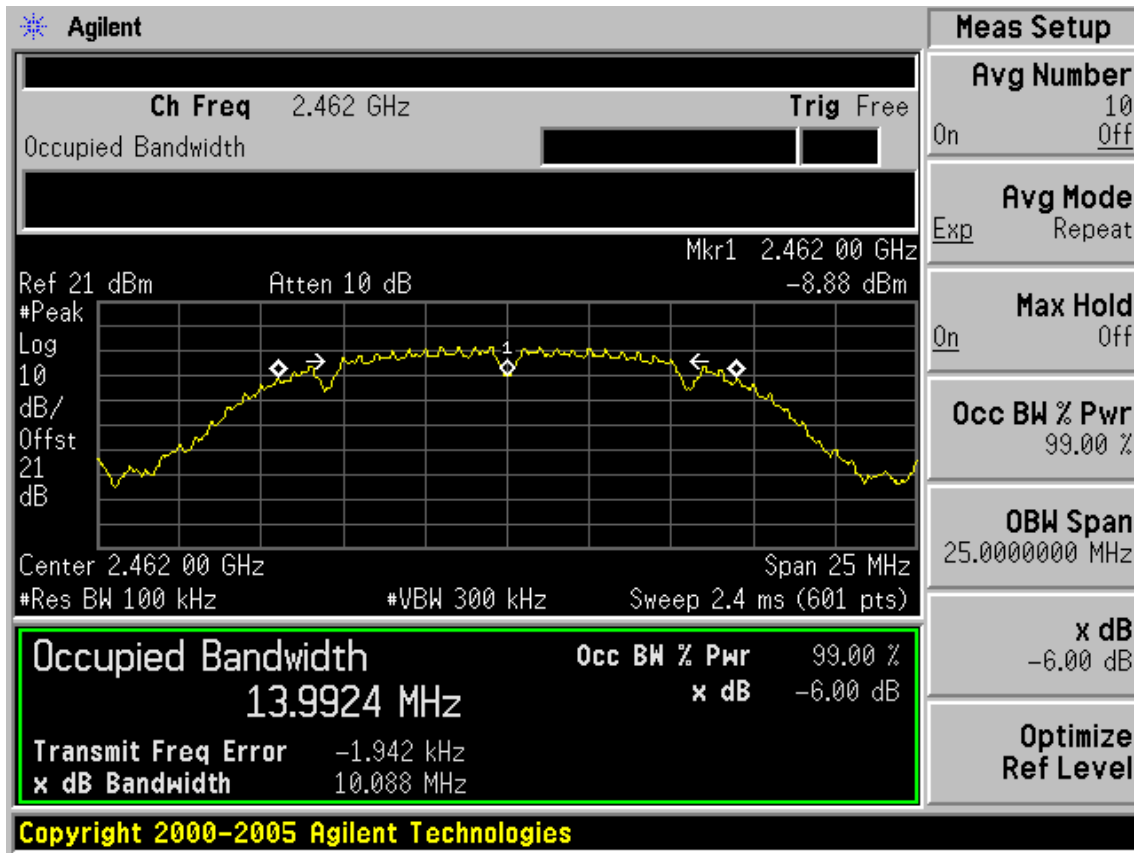 Agilent
Ch Freq 2.462 GHz Trig Free
Occupied Bandwidth
Mkr1 2.462 00 GHz
Ref 21 dBm Atten 10 dB −8.88 dBm
#Peak
Log
10
dB/
Offst
21
dB
1
Center 2.462 00 GHz Span 25 MHz
#Res BW 100 kHz #VBW 300 kHz Sweep 2.4 ms (601 pts)
Occupied Bandwidth
13.9924 MHz
Occ BW % Pwr 99.00 %
x dB −6.00 dB
Transmit Freq Error −1.942 kHz
x dB Bandwidth 10.088 MHz
Meas Setup
Avg Number
10
On Off
Avg Mode
Exp Repeat
Max Hold
On Off
Occ BW % Pwr
99.00 %
OBW Span
25.0000000 MHz
x dB
−6.00 dB
Optimize
Ref Level
Copyright 2000–2005 Agilent Technologies